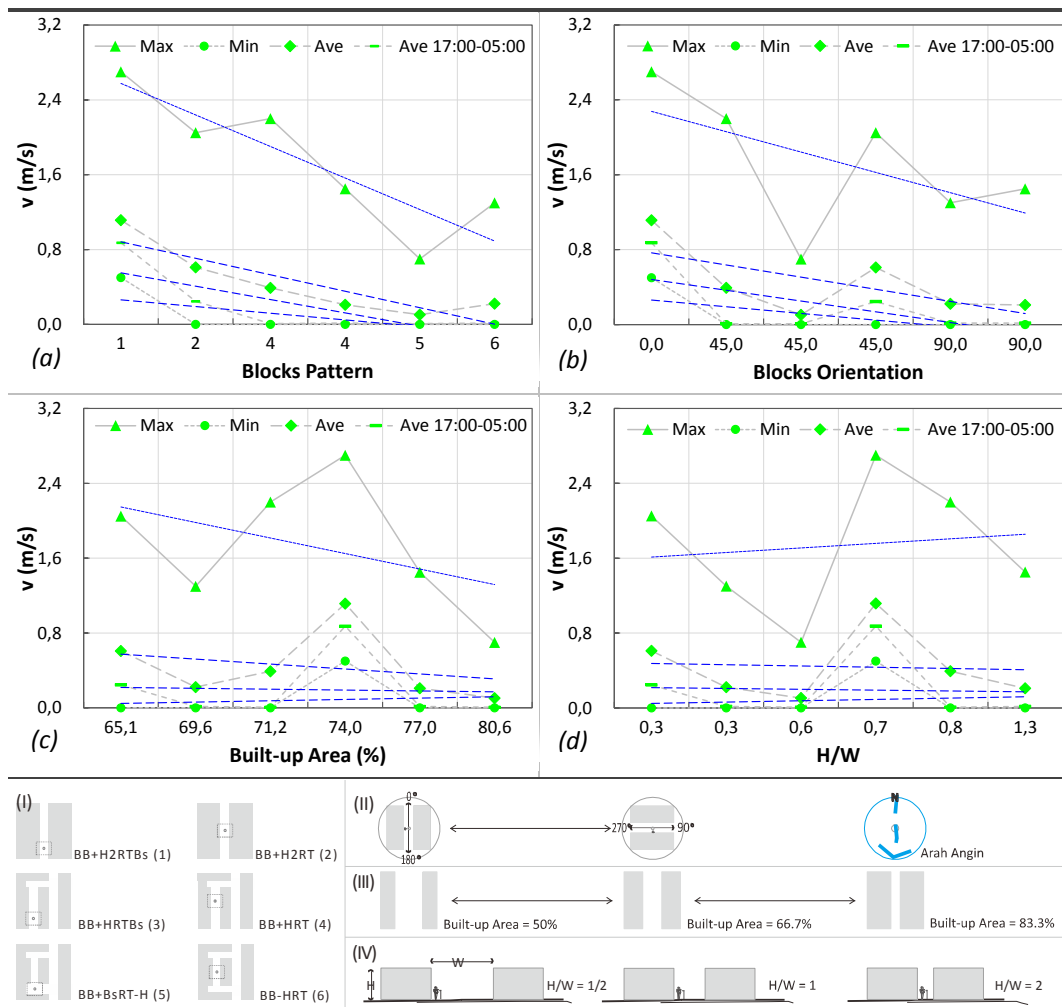 3,2
Max Min Ave Ave 17:00-05:00
2,4
1,6
0,8
0,0
v (m/s)
1 2 4 4 5 6
(a)
Blocks Pattern
3,2
Max Min Ave Ave 17:00-05:00
2,4
1,6
0,8
0,0
v (m/s)
0,0 45,0 45,0 45,0 90,0 90,0
(b)
Blocks Orientation
3,2
Max Min Ave Ave 17:00-05:00
2,4
1,6
0,8
0,0
v (m/s)
65,1 69,6 71,2 74,0 77,0 80,6
(c)
Built-up Area (%)
3,2
Max Min Ave Ave 17:00-05:00
2,4
1,6
0,8
0,0
v (m/s)
0,3 0,3 0,6 0,7 0,8 1,3
(d)
H/W
(I)
BB+H2RTBs (1)
BB+H2RT (2)
BB+HRTBs (3)
BB+HRT (4)
BB+BsRT-H (5)
BB-HRT (6)
(II)
0°
180°
270°
90°
N
Arah Angin
(III)
Built-up Area = 50%
Built-up Area = 66.7%
Built-up Area = 83.3%
(IV)
W
H
H/W = 1/2
H/W = 1
H/W = 2